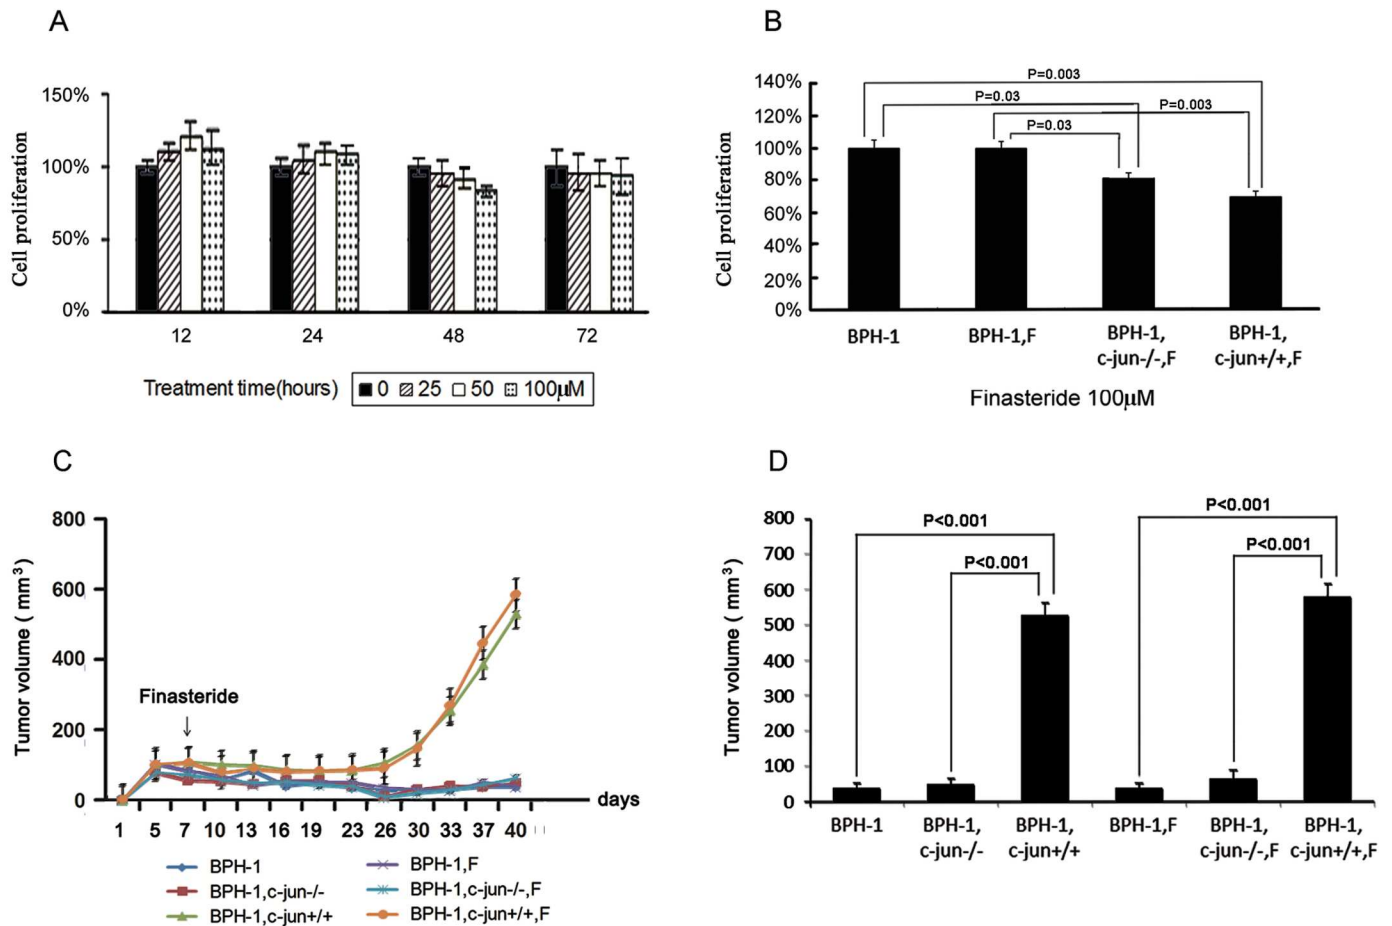 A
Cell proliferation
150%
100%
50%
0%
12 24 48 72
Treatment time(hours) 0 25 50 100μM
B
Cell proliferation
140%
120%
100%
80%
60%
40%
20%
0%
P=0.003
P=0.03
P=0.003
P=0.03
BPH-1 BPH-1,F BPH-1, BPH-1,
c-jun-/-,F c-jun+/+,F
Finasteride 100μM
C
Tumor volume ( mm³)
800
600
400
200
0
Finasteride
days
1 5 7 10 13 16 19 23 26 30 33 37 40
BPH-1 BPH-1,F
BPH-1,c-jun-/- BPH-1,c-jun-/-,F
BPH-1,c-jun+/+ BPH-1,c-jun+/+,F
D
Tumor volume ( mm³)
800
700
600
500
400
300
200
100
0
P<0.001
P<0.001
P<0.001
P<0.001
BPH-1 BPH-1, BPH-1, BPH-1,F BPH-1, BPH-1,
c-jun-/- c-jun+/+ c-jun-/-,F c-jun+/+,F